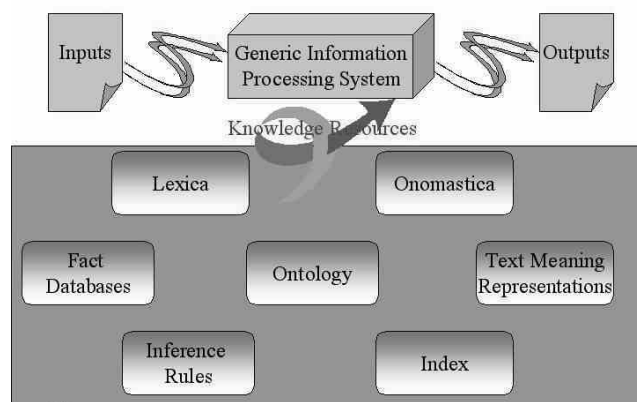 Inputs
Generic Information
Processing System
Outputs
Knowledge Resources
Lexica
Onomastica
Fact
Databases
Ontology
Text Meaning
Representations
Inference
Rules
Index